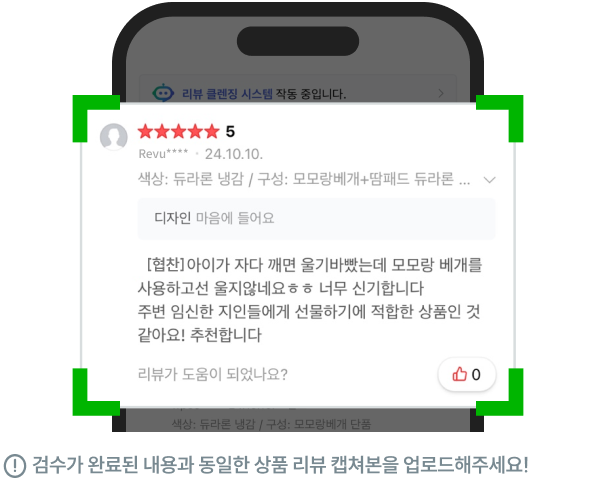 리뷰 클렌징 시스템 작동 중입니다.
5
Revu**** · 24.10.10.
색상: 듀라론 냉감 / 구성: 모모랑베개+땀패드 듀라론 ...
디자인 마음에 들어요
[협찬]아이가 자다 깨면 울기바빴는데 모모랑 베개를
사용하고선 울지않네요ㅎㅎ 너무 신기합니다
주변 임신한 지인들에게 선물하기에 적합한 상품인 것
같아요! 추천합니다
리뷰가 도움이 되었나요?
0
색상: 듀라론 냉감 / 구성: 모모랑베개 단품
! 검수가 완료된 내용과 동일한 상품 리뷰 캡쳐본을 업로드해주세요!